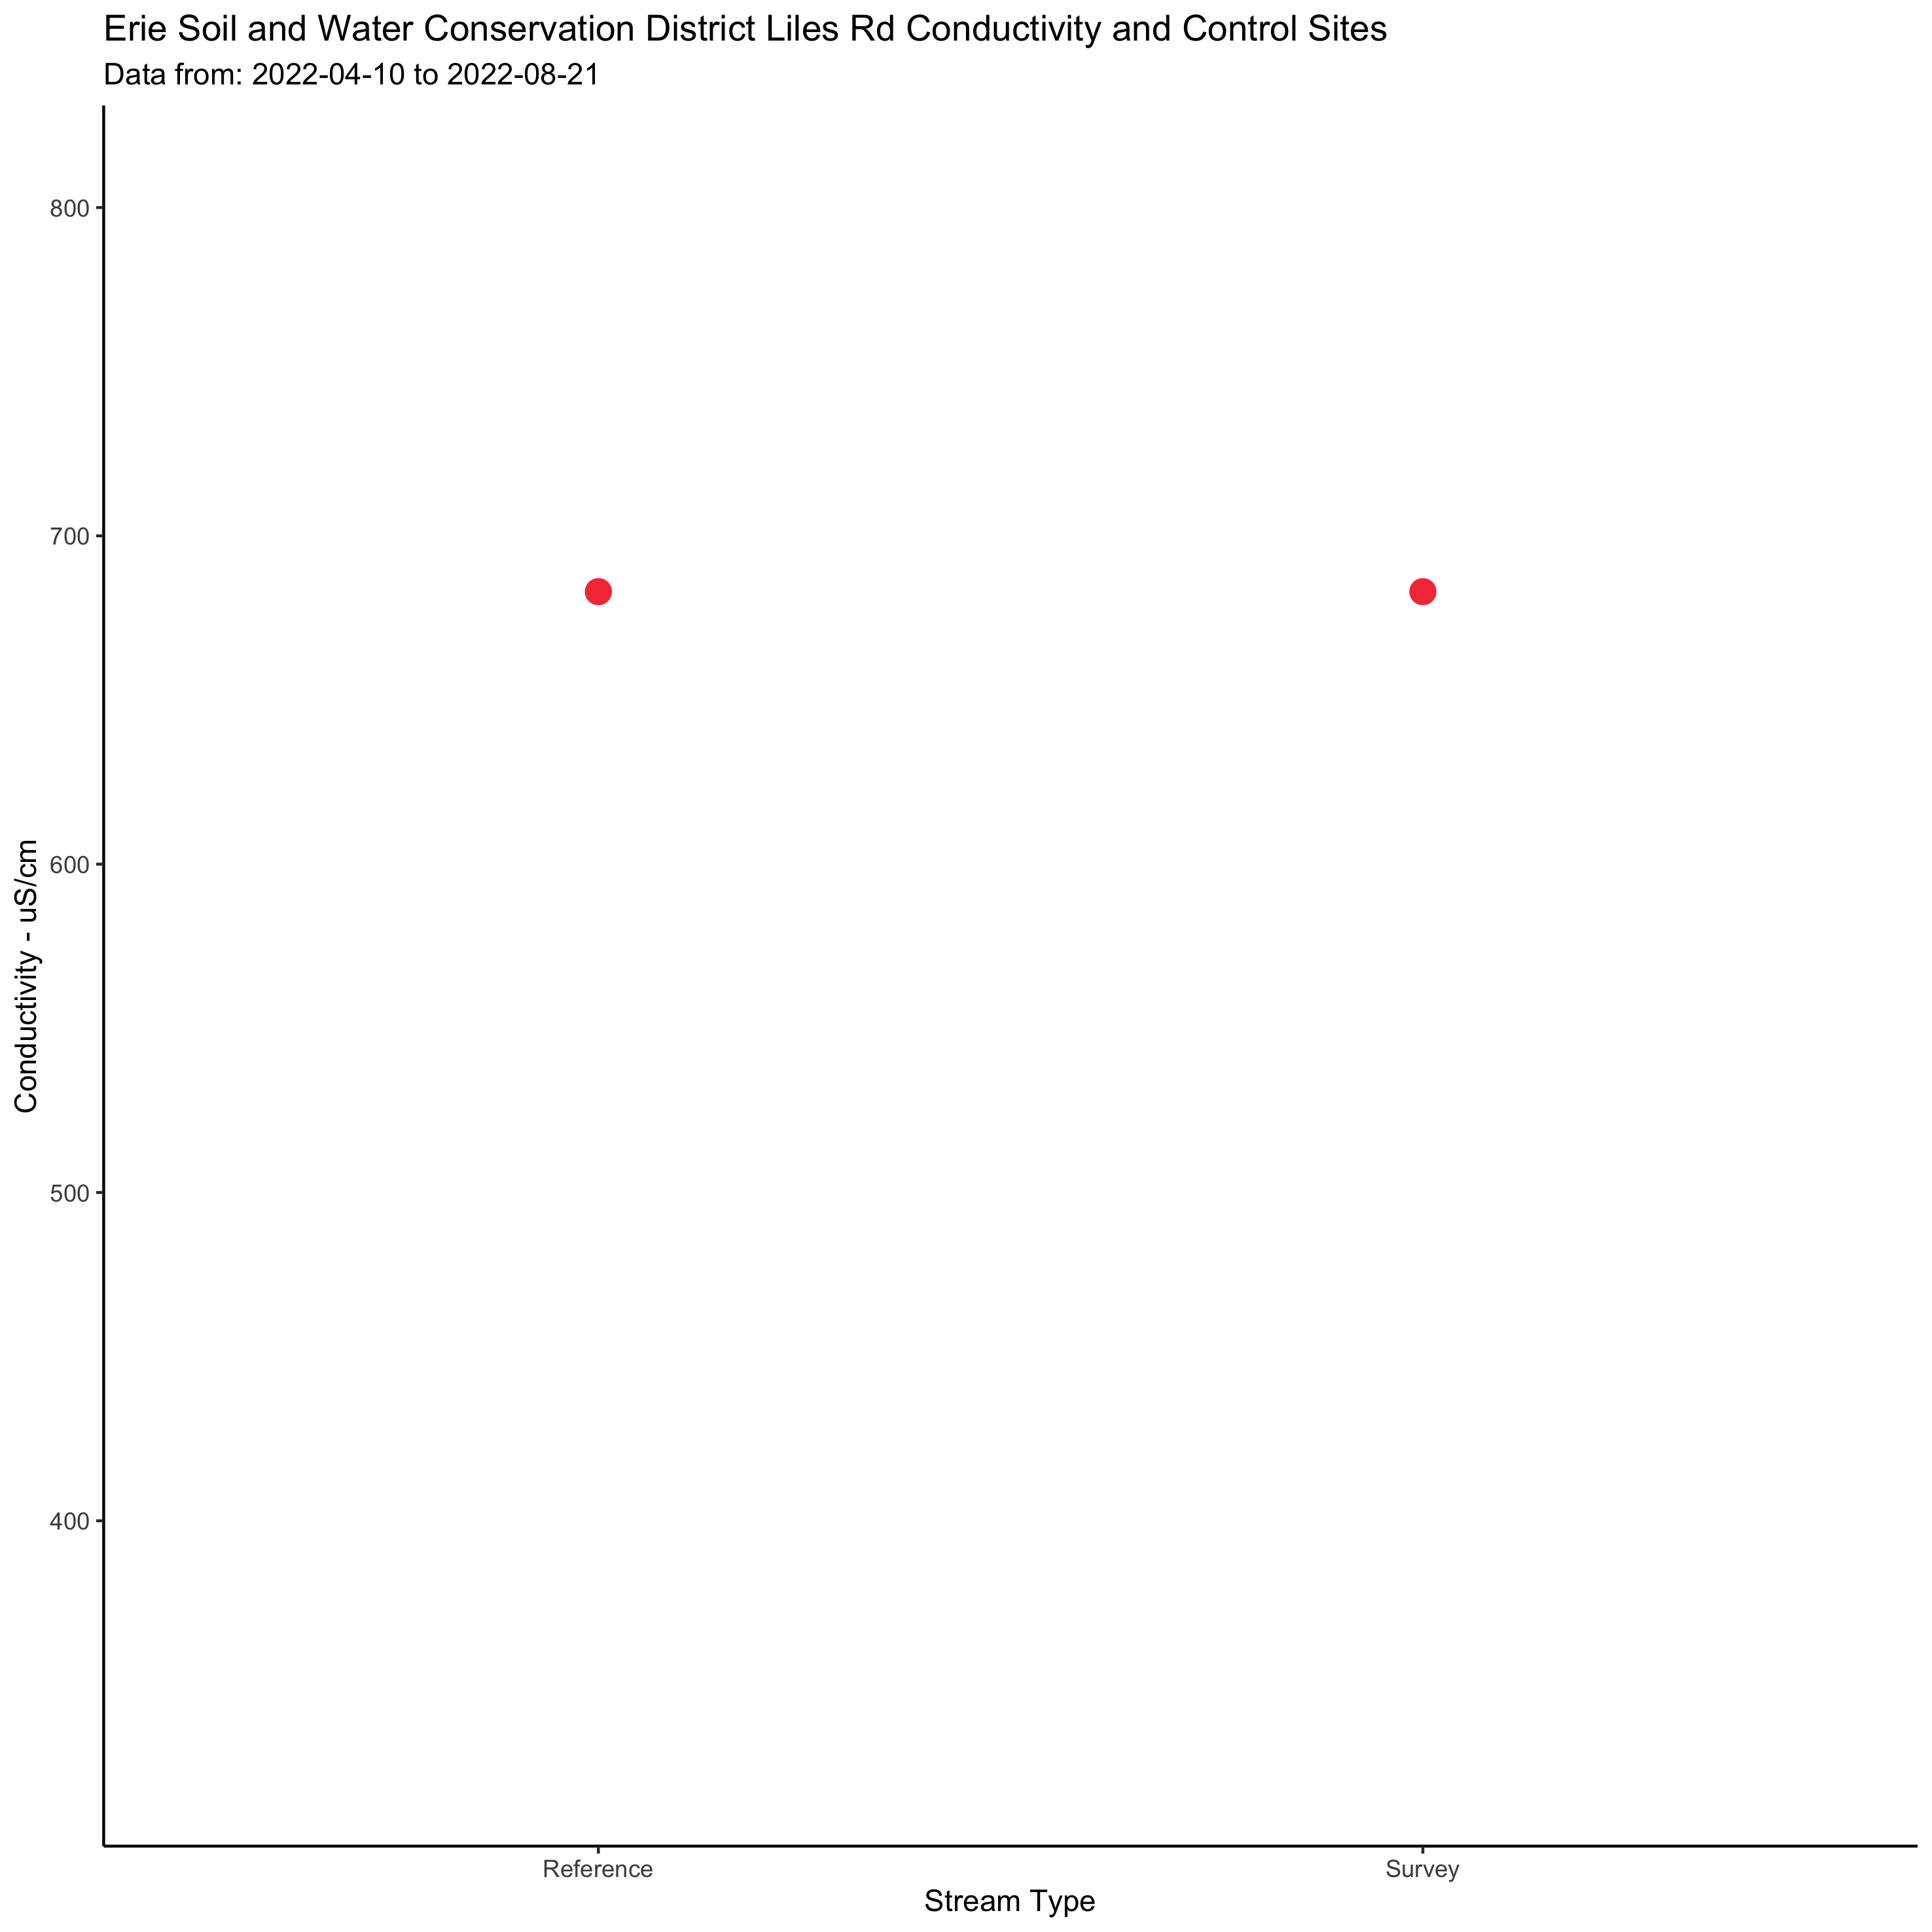 Erie Soil and Water Conservation District Liles Rd Conductivity and Control Sites
Data from: 2022-04-10 to 2022-08-21
800
700
600
500
400
Conductivity - uS/cm
Reference
Survey
Stream Type